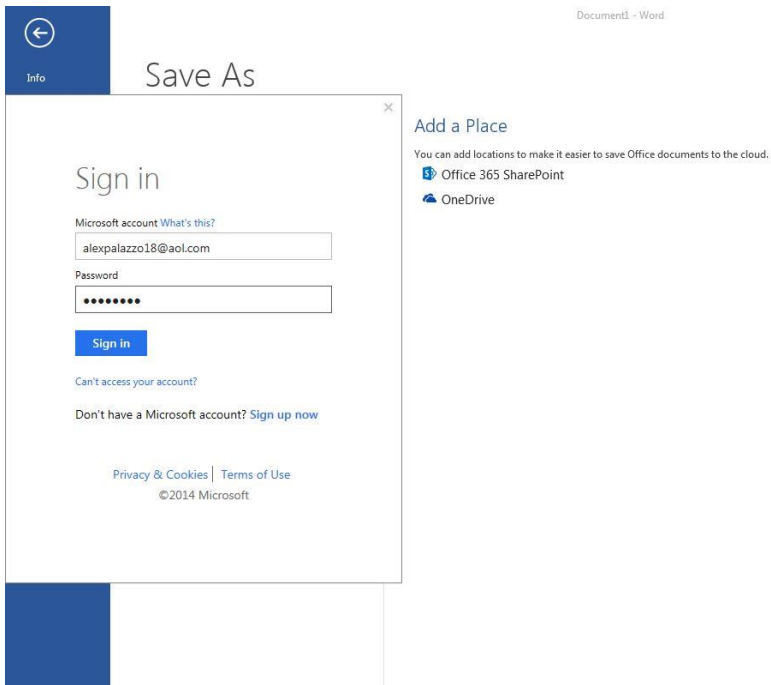 Document1 - Word
Info
Save As
Add a Place
You can add locations to make it easier to save Office documents to the cloud.
Office 365 SharePoint
OneDrive
Sign in
Microsoft account What's this?
alexpalazzo18@aol.com
Password
••••••••
Sign in
Can't access your account?
Don't have a Microsoft account? Sign up now
Privacy & Cookies | Terms of Use
©2014 Microsoft